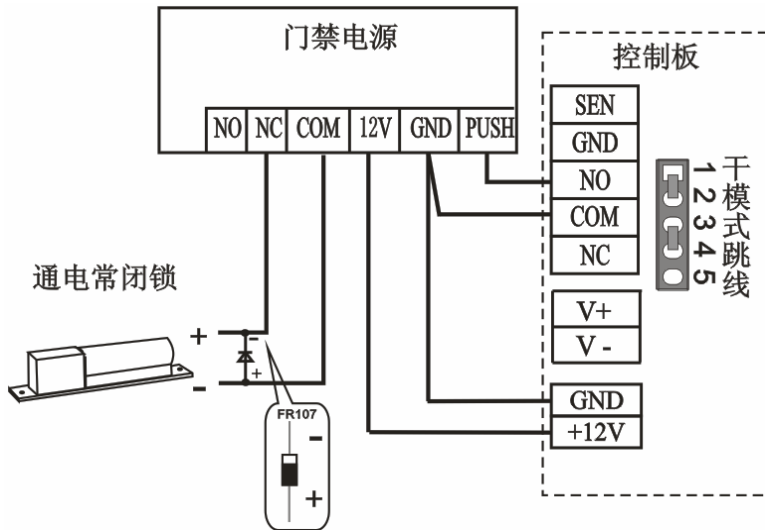 门禁电源
NO NC COM 12V GND PUSH
控制板
SEN
GND
NO
COM
NC
V+
V -
GND
+12V
1 2 3 4 5
干模式跳线
通电常闭锁
+
-
-
+
FR107
-
+